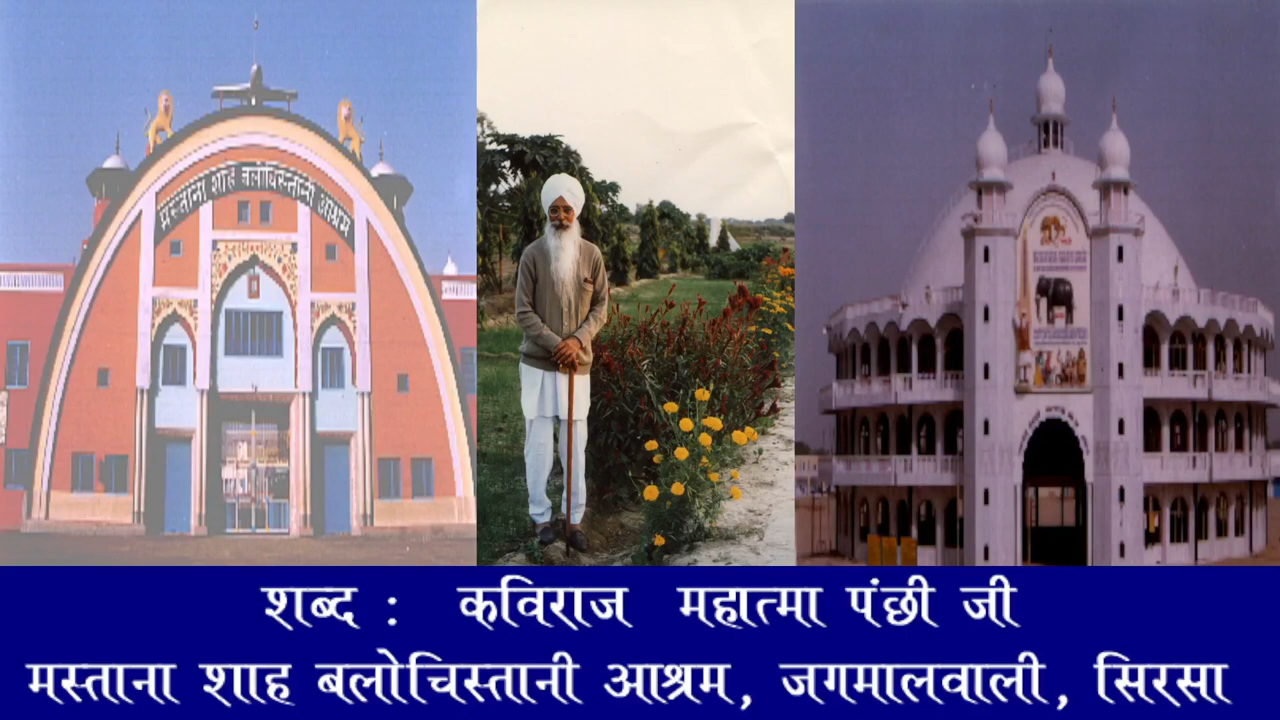 मस्ताना शाह बलोचिस्तानी आश्रम
शब्द : कविराज महात्मा पंछी जी
मस्ताना शाह बलोचिस्तानी आश्रम, जगमालवाली, सिरसा